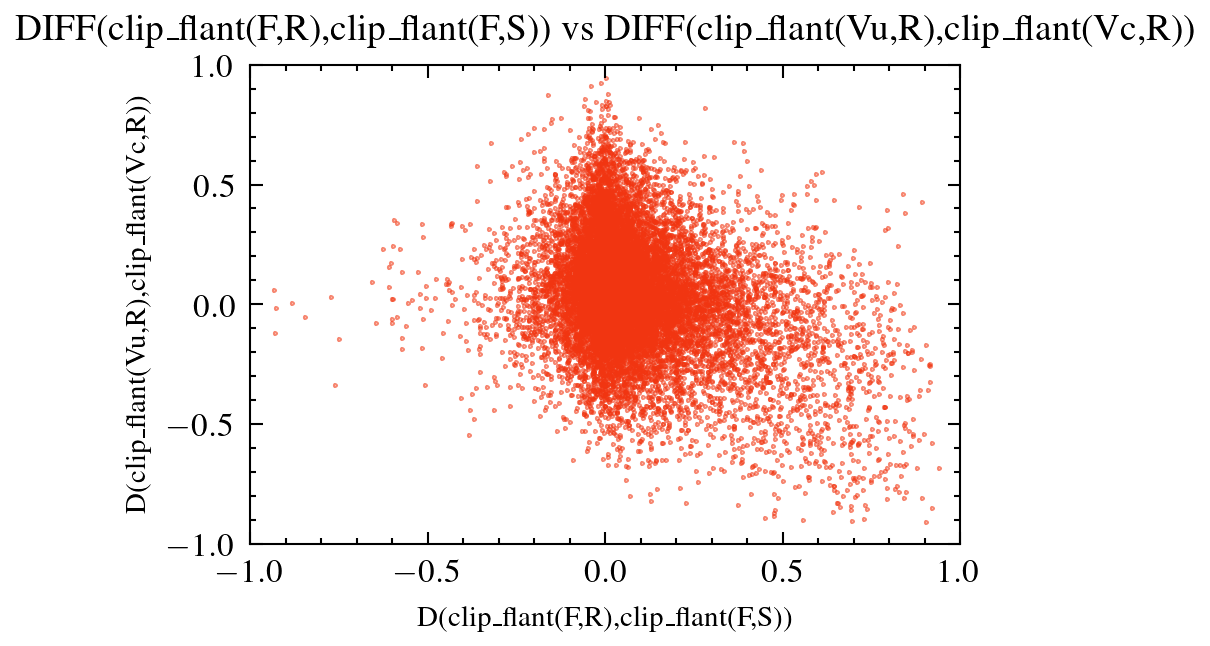 DIFF(clip_flant(F,R),clip_flant(F,S)) vs DIFF(clip_flant(Vu,R),clip_flant(Vc,R))
D(clip_flant(Vu,R),clip_flant(Vc,R))
1.0
0.5
0.0
−0.5
−1.0
−1.0 −0.5 0.0 0.5 1.0
D(clip_flant(F,R),clip_flant(F,S))